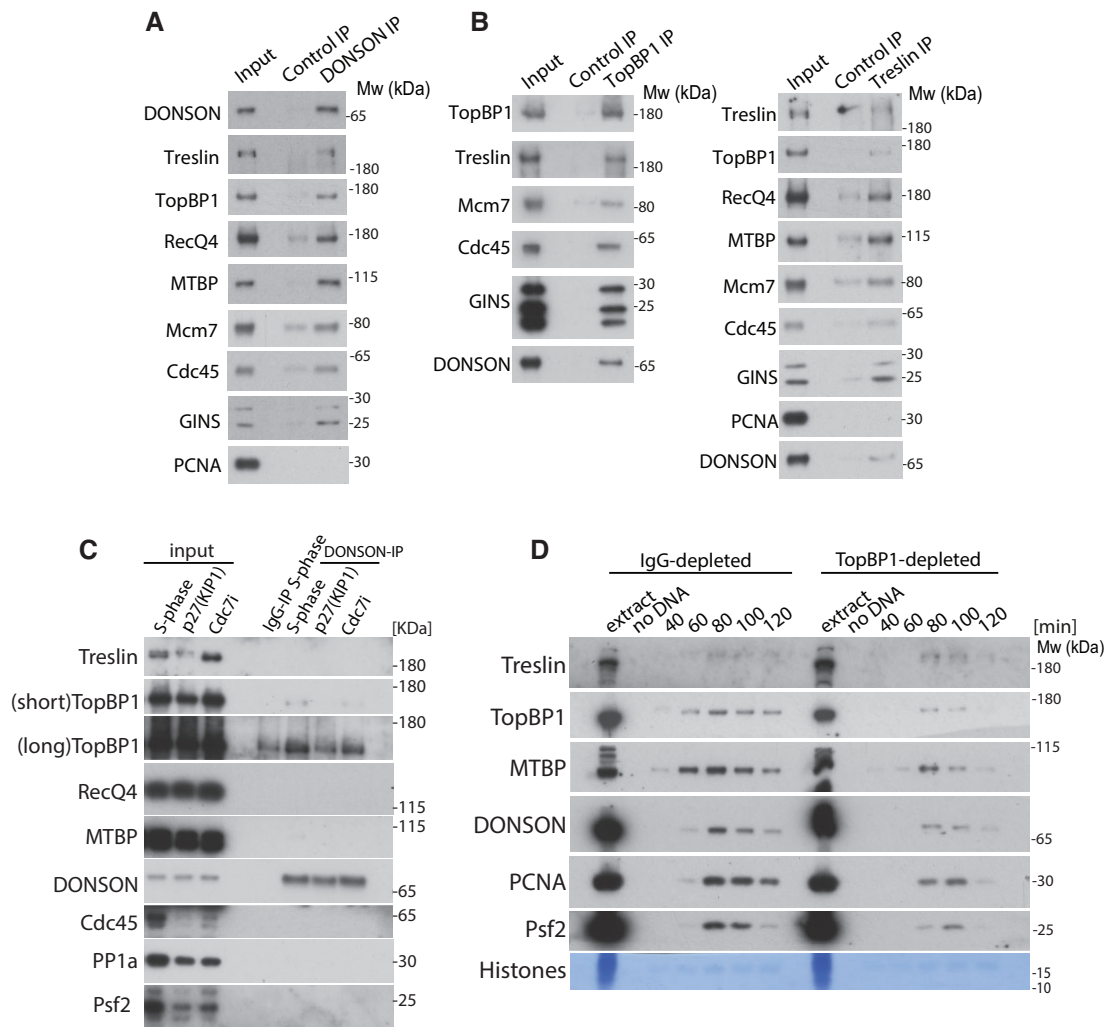 A
Input
Control IP
DONSON IP
Mw (kDa)
DONSON
-65
Treslin
-180
TopBP1
-180
RecQ4
-180
MTBP
-115
Mcm7
-80
Cdc45
-65
GINS
-30
-25
PCNA
-30
B
Input
Control IP
TopBP1 IP
Mw (kDa)
TopBP1
-180
Treslin
-180
Mcm7
-80
Cdc45
-65
GINS
-30
-25
DONSON
-65
Input
Control IP
Treslin IP
Mw (kDa)
Treslin
-180
TopBP1
-180
RecQ4
-180
MTBP
-115
Mcm7
-80
Cdc45
-65
GINS
-30
-25
PCNA
-30
DONSON
-65
C
input
DONSON-IP
S-phase
p27(KIP1)
Cdc7i
IgG-IP S-phase
S-phase
p27(KIP1)
Cdc7i
[KDa]
Treslin
-180
(short)TopBP1
-180
(long)TopBP1
-180
RecQ4
-115
MTBP
-115
DONSON
-65
Cdc45
-65
PP1a
-30
Psf2
-25
D
IgG-depleted
TopBP1-depleted
extract
no DNA
40
60
80
100
120
extract
no DNA
40
60
80
100
120
[min]
Mw (kDa)
Treslin
-180
TopBP1
-180
MTBP
-115
DONSON
-65
PCNA
-30
Psf2
-25
Histones
-15
-10